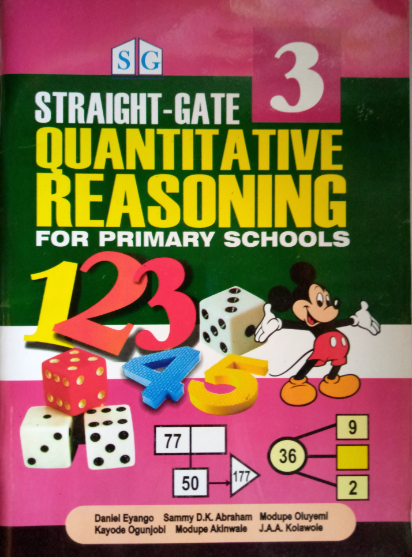 SG
3
STRAIGHT-GATE
QUANTITATIVE
REASONING
FOR PRIMARY SCHOOLS
123
45
77
50
177
36
9
2
Daniel Eyango Sammy D.K. Abraham Modupe Oluyemi
Kayode Ogunjobi Modupe Akinwale J.A.A. Kolawole